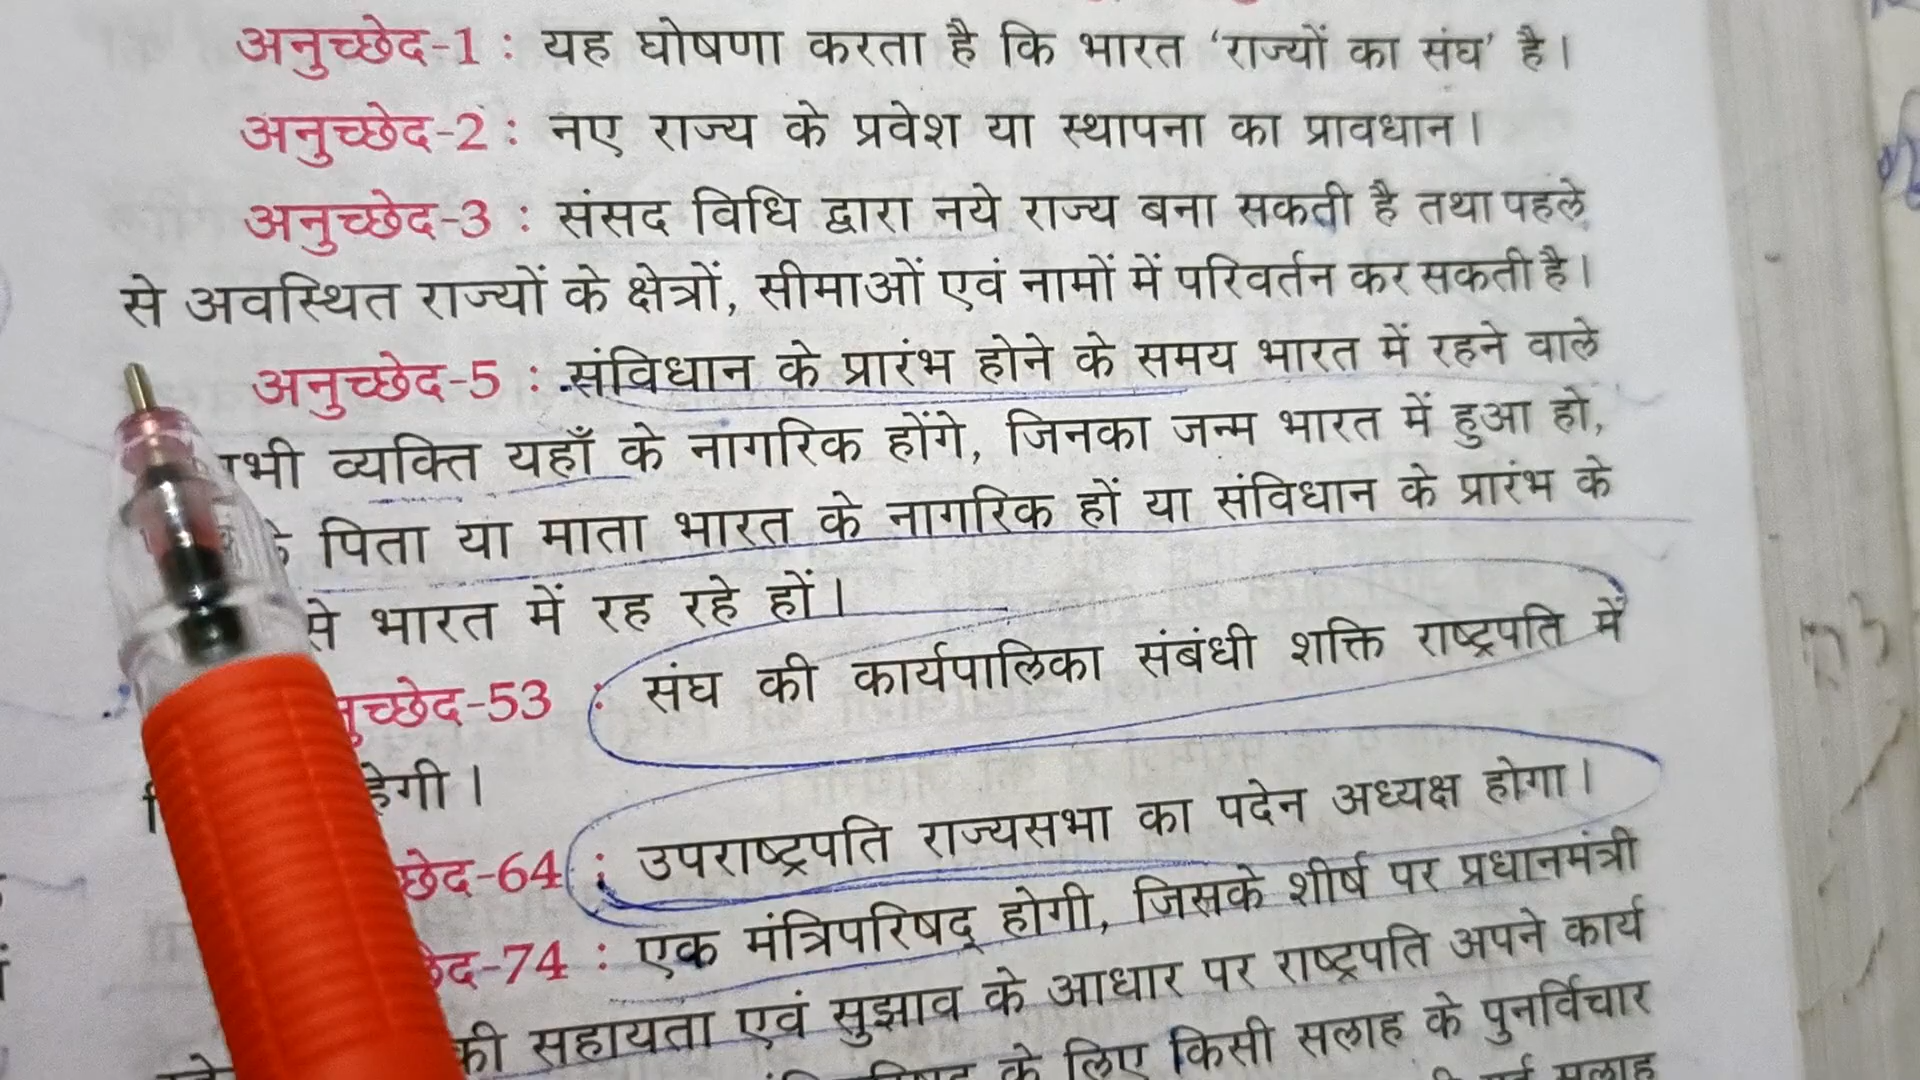 अनुच्छेद-1 : यह घोषणा करता है कि भारत ‘राज्यों का संघ’ है।
अनुच्छेद-2 : नए राज्य के प्रवेश या स्थापना का प्रावधान।
अनुच्छेद-3 : संसद विधि द्वारा नये राज्य बना सकती है तथा पहले
से अवस्थित राज्यों के क्षेत्रों, सीमाओं एवं नामों में परिवर्तन कर सकती है।
अनुच्छेद-5 : संविधान के प्रारंभ होने के समय भारत में रहने वाले
भी व्यक्ति यहाँ के नागरिक होंगे, जिनका जन्म भारत में हुआ हो,
पिता या माता भारत के नागरिक हों या संविधान के प्रारंभ के
से भारत में रह रहे हों।
नुच्छेद-53 : संघ की कार्यपालिका संबंधी शक्ति राष्ट्रपति में
हेगी।
छेद-64 : उपराष्ट्रपति राज्यसभा का पदेन अध्यक्ष होगा।
छेद-74 : एक मंत्रिपरिषद् होगी, जिसके शीर्ष पर प्रधानमंत्री
की सहायता एवं सुझाव के आधार पर राष्ट्रपति अपने कार्य
के लिए किसी सलाह के पुनर्विचार
सलाह